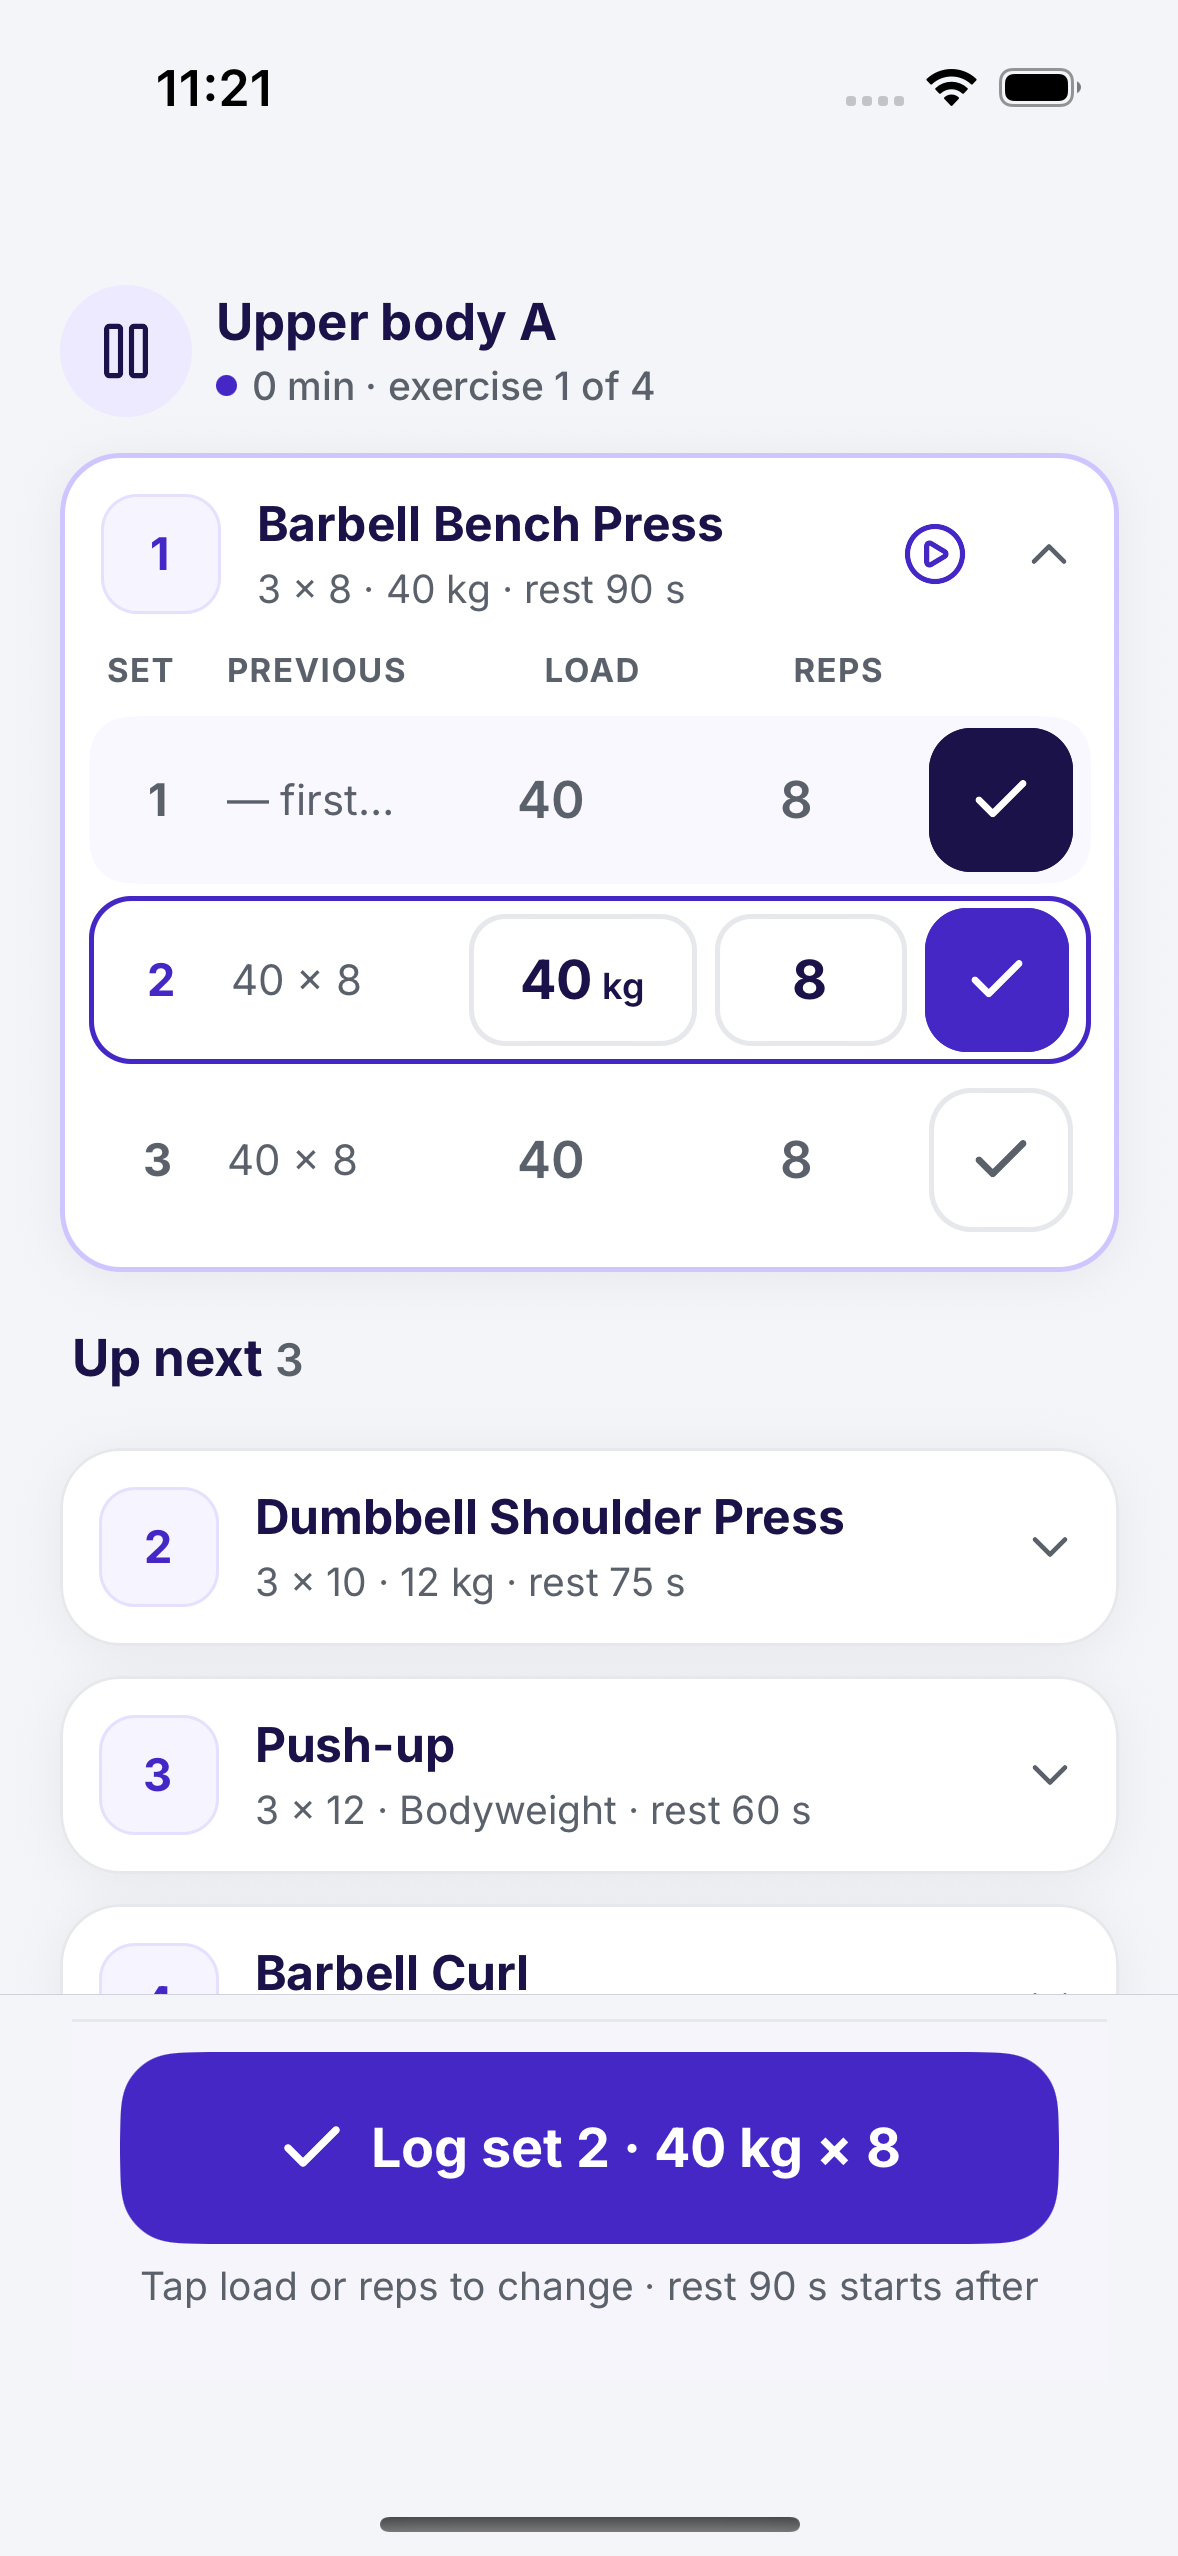 11:21
Upper body A
0 min · exercise 1 of 4
1
Barbell Bench Press
3 × 8 · 40 kg · rest 90 s
SET PREVIOUS LOAD REPS
1 — first... 40 8
2 40 × 8 40 kg 8
3 40 × 8 40 8
Up next 3
2
Dumbbell Shoulder Press
3 × 10 · 12 kg · rest 75 s
3
Push-up
3 × 12 · Bodyweight · rest 60 s
Barbell Curl
Log set 2 · 40 kg × 8
Tap load or reps to change · rest 90 s starts after